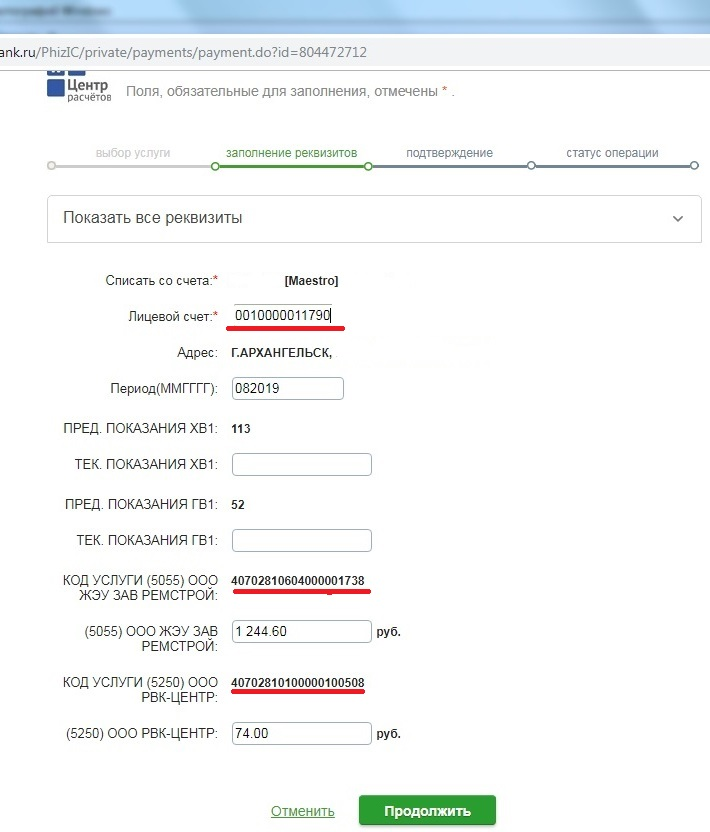 ank.ru/PhizIC/private/payments/payment.do?id=804472712
Центр
расчётов
Поля, обязательные для заполнения, отмечены * .
выбор услуги
заполнение реквизитов
подтверждение
статус операции
Показать все реквизиты
Списать со счета:* [Maestro]
Лицевой счет:* 0010000011790
Адрес: Г.АРХАНГЕЛЬСК,
Период(ММГГГГ): 082019
ПРЕД. ПОКАЗАНИЯ ХВ1: 113
ТЕК. ПОКАЗАНИЯ ХВ1:
ПРЕД. ПОКАЗАНИЯ ГВ1: 52
ТЕК. ПОКАЗАНИЯ ГВ1:
КОД УСЛУГИ (5055) ООО 40702810604000001738
ЖЭУ ЗАВ РЕМСТРОЙ:
(5055) ООО ЖЭУ ЗАВ 1 244.60 руб.
РЕМСТРОЙ:
КОД УСЛУГИ (5250) ООО 40702810100000100508
РВК-ЦЕНТР:
(5250) ООО РВК-ЦЕНТР: 74.00 руб.
Отменить
Продолжить